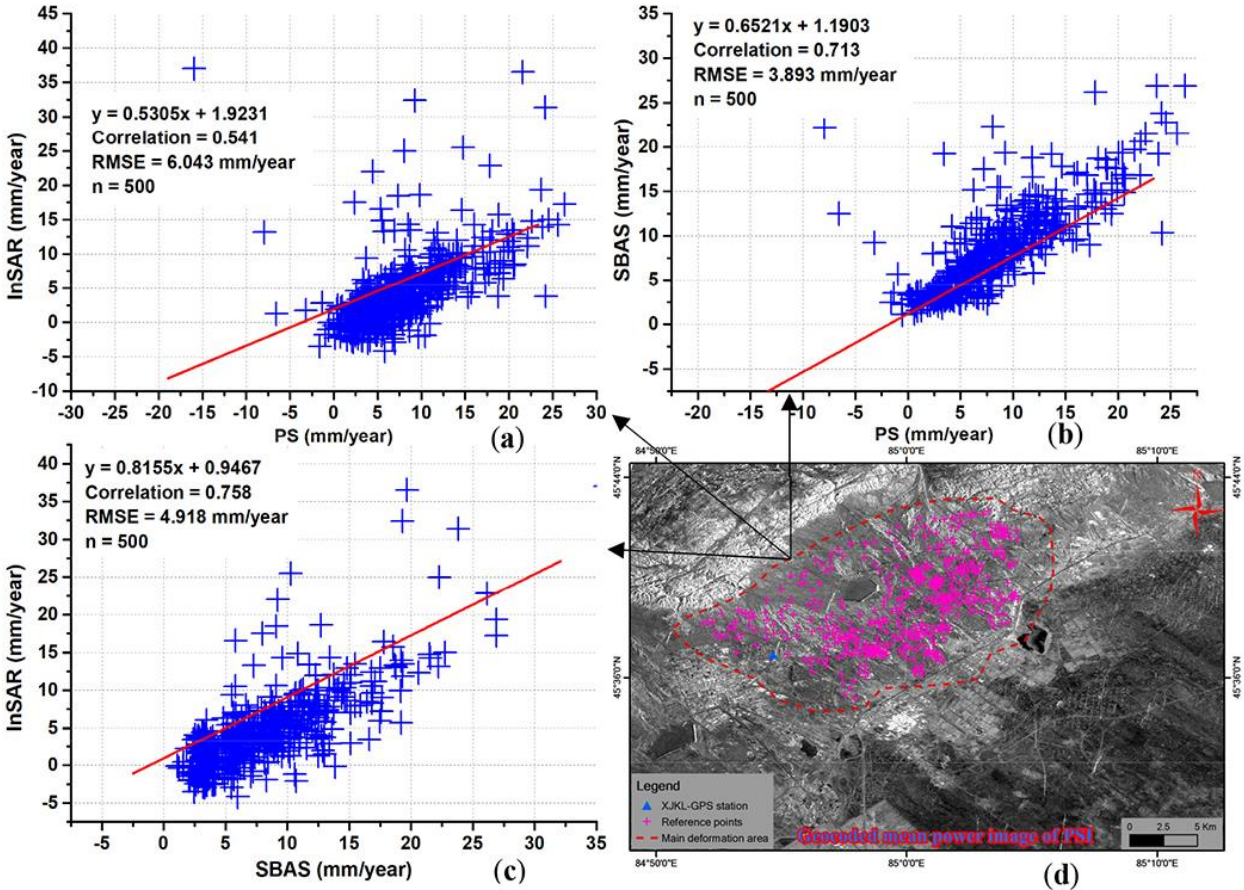 45
40
35
30
25
20
15
10
5
0
-5
-10
InSAR (mm/year)
y = 0.5305x + 1.9231
Correlation = 0.541
RMSE = 6.043 mm/year
n = 500
-30 -25 -20 -15 -10 -5 0 5 10 15 20 25 30
PS (mm/year)
(a)
35
30
25
20
15
10
5
0
-5
SBAS (mm/year)
y = 0.6521x + 1.1903
Correlation = 0.713
RMSE = 3.893 mm/year
n = 500
-20 -15 -10 -5 0 5 10 15 20 25
PS (mm/year)
(b)
40
35
30
25
20
15
10
5
0
-5
InSAR (mm/year)
y = 0.8155x + 0.9467
Correlation = 0.758
RMSE = 4.918 mm/year
n = 500
-5 0 5 10 15 20 25 30 35
SBAS (mm/year)
(c)
84°50'0"E 85°0'0"E 85°10'0"E
45°44'0"N
45°36'0"N
45°44'0"N
45°36'0"N
Legend
XJKL-GPS station
Reference points
Main deformation area
Geocoded mean power image of PSI
0 2.5 5 Km
84°50'0"E 85°0'0"E 85°10'0"E
(d)